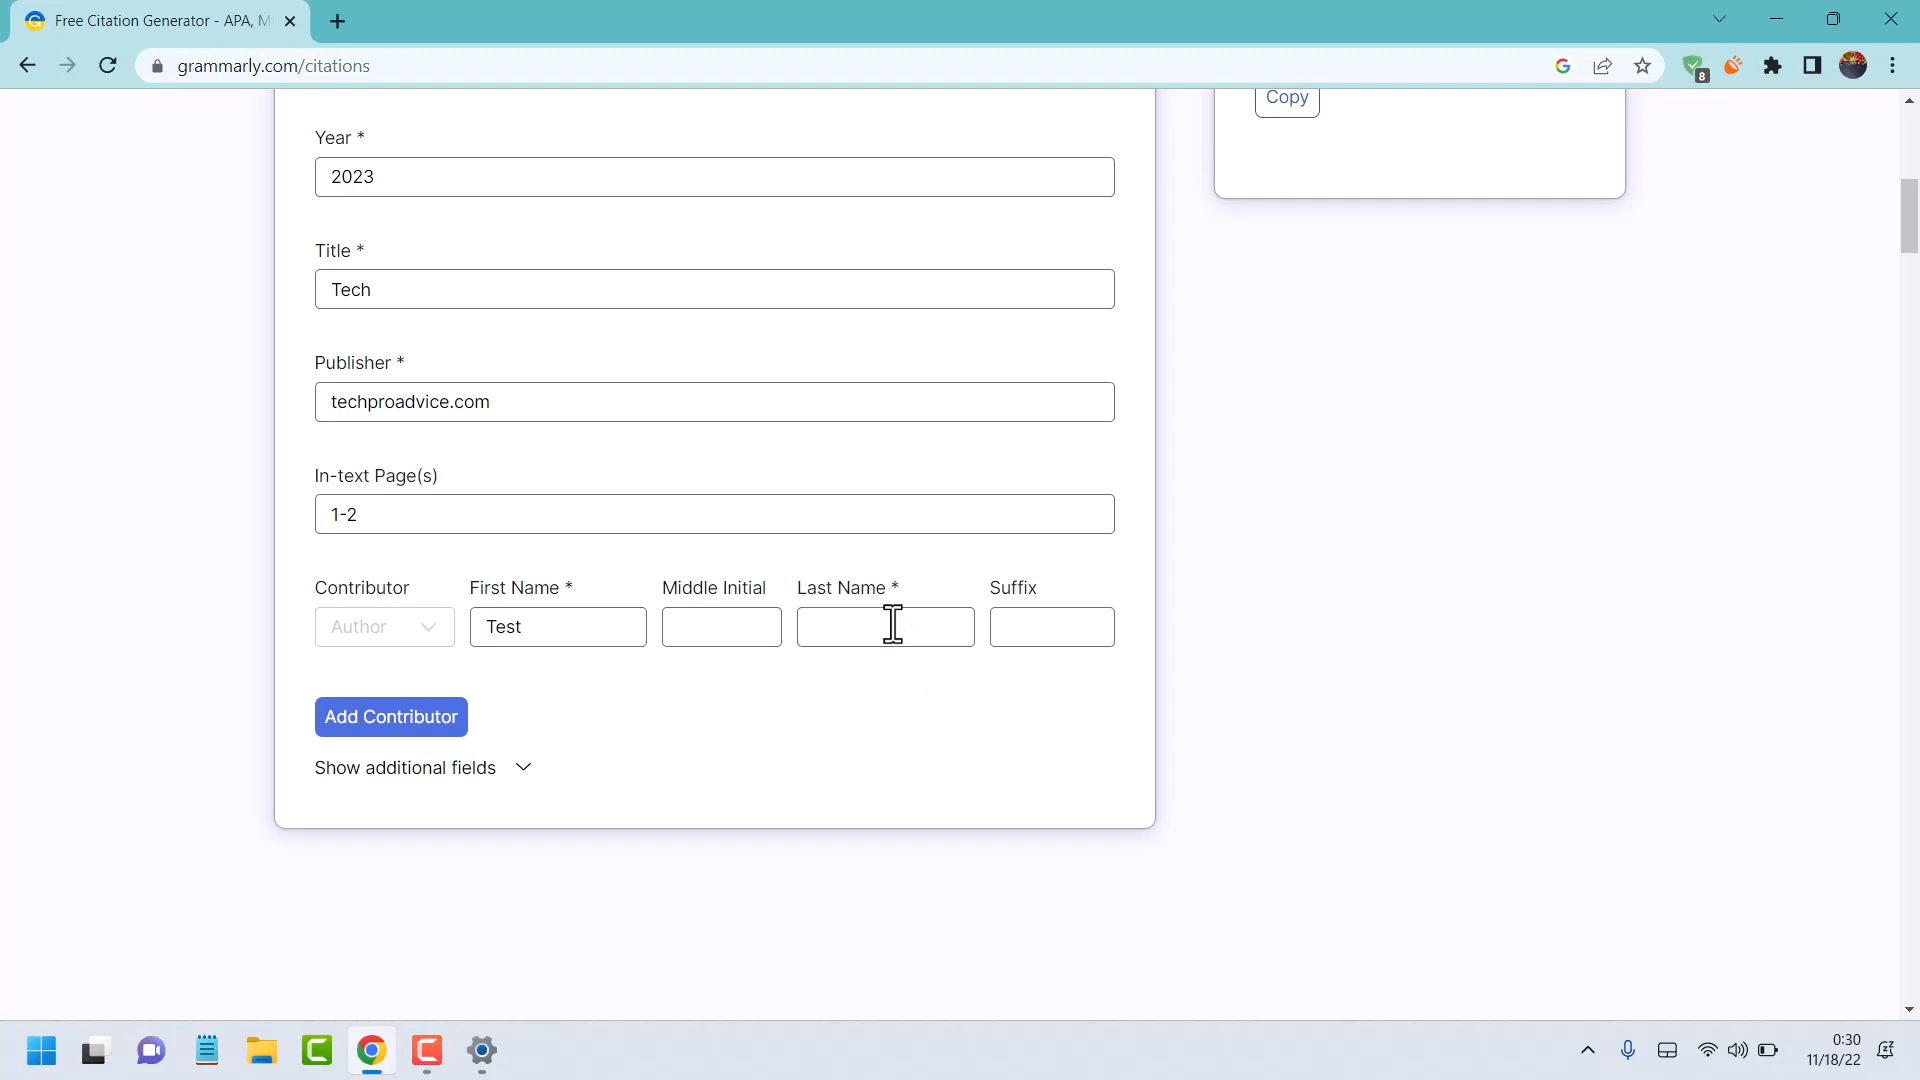 Free Citation Generator - APA, M
grammarly.com/citations
8
Copy
Year *
2023
Title *
Tech
Publisher *
techproadvice.com
In-text Page(s)
1-2
Contributor First Name * Middle Initial Last Name * Suffix
Author Test
Add Contributor
Show additional fields
0:30
11/18/22